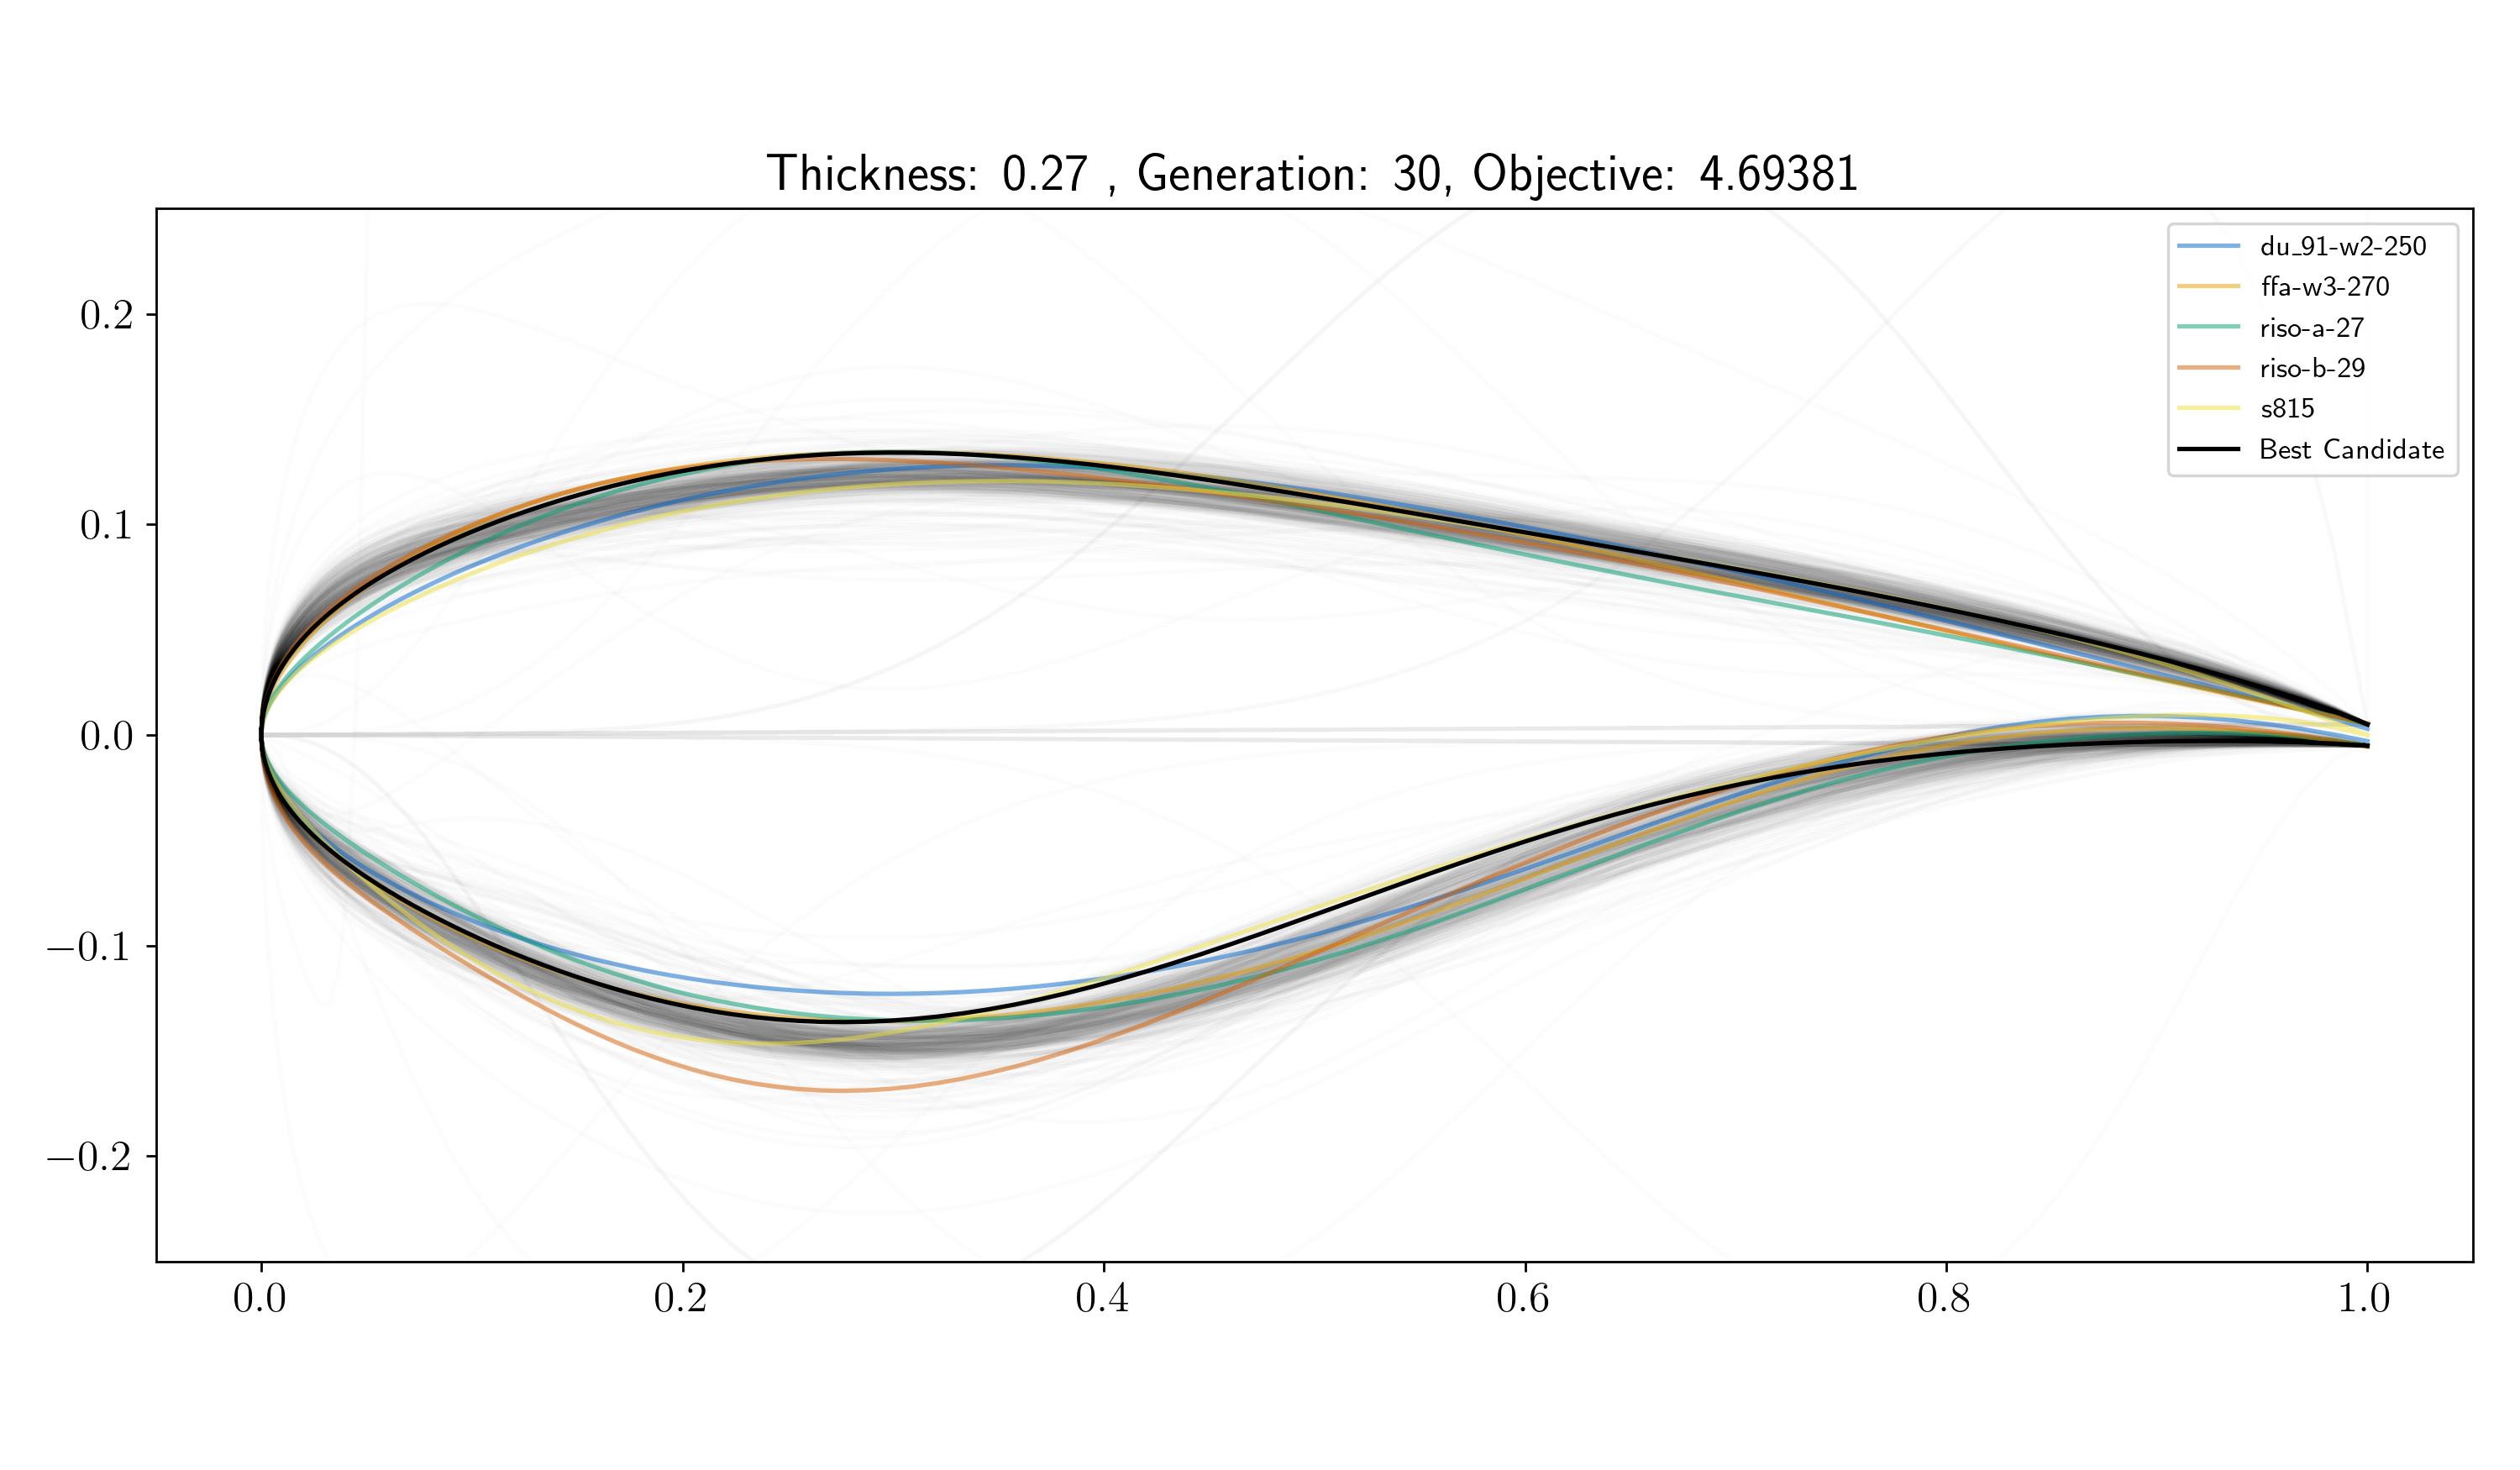 Thickness: 0.27 , Generation: 30, Objective: 4.69381
du_91-w2-250
ffa-w3-270
riso-a-27
riso-b-29
s815
Best Candidate
0.2
0.1
0.0
−0.1
−0.2
0.0 0.2 0.4 0.6 0.8 1.0